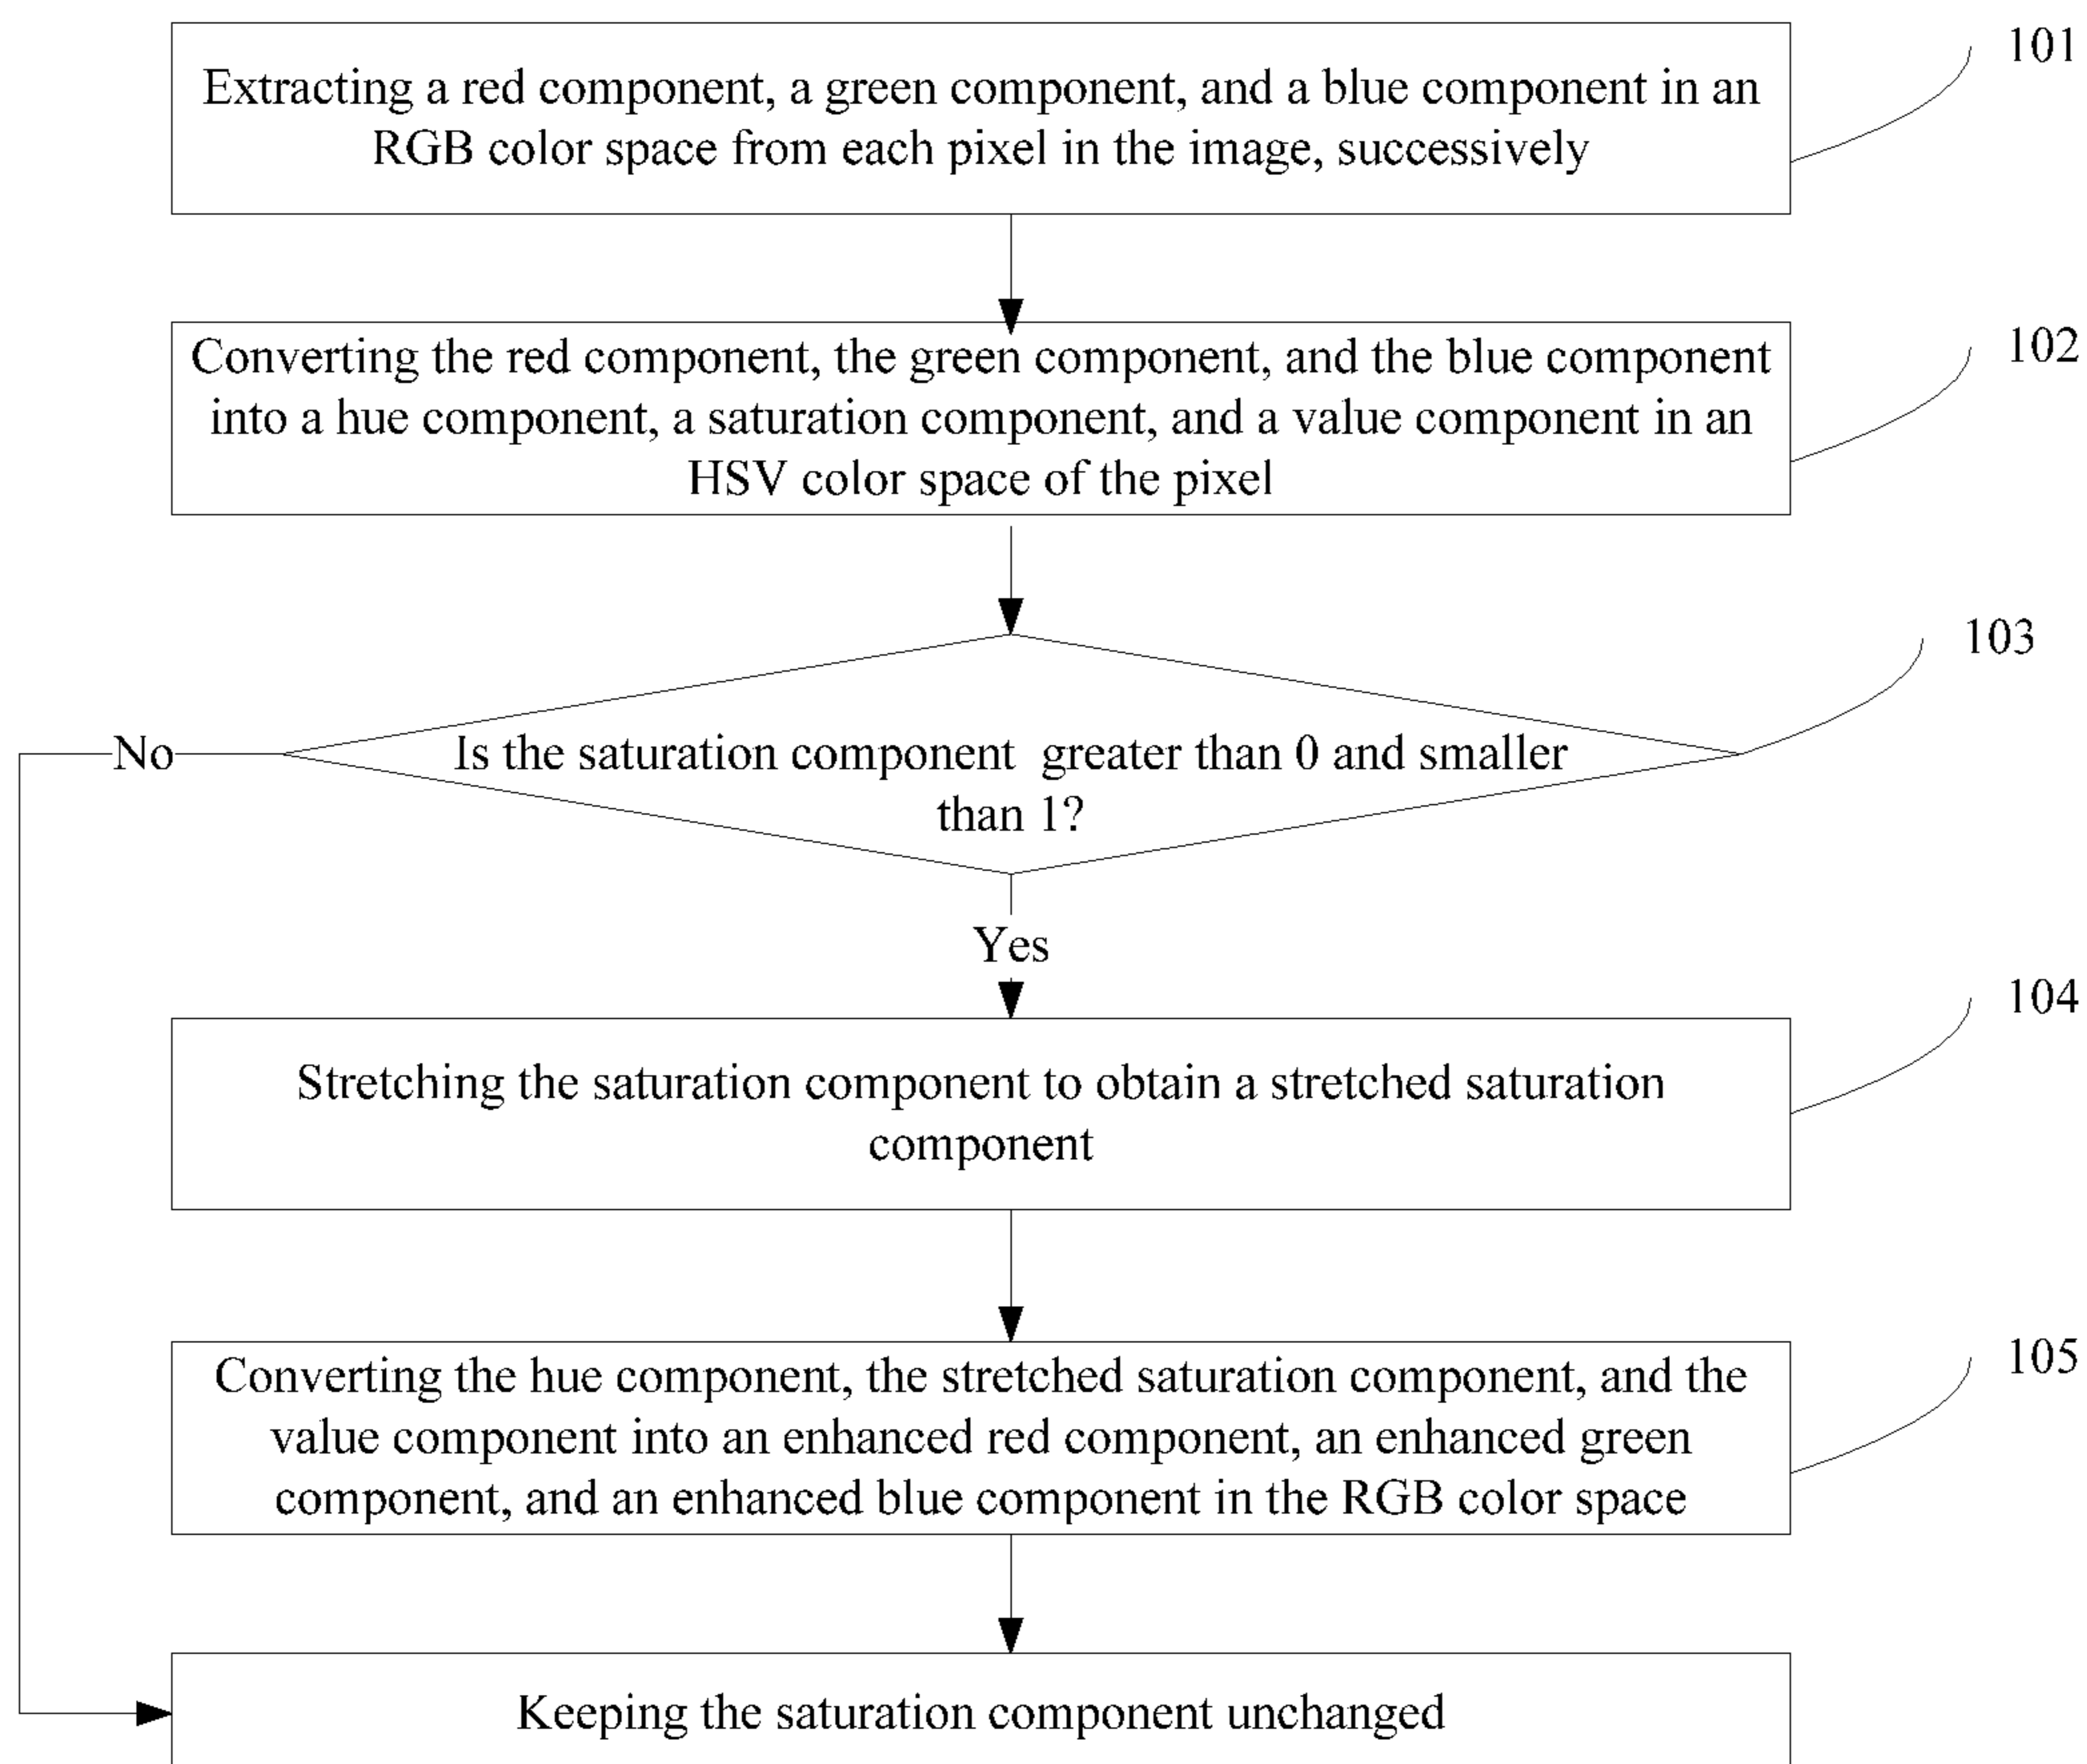 101
Extracting a red component, a green component, and a blue component in an
RGB color space from each pixel in the image, successively
102
Converting the red component, the green component, and the blue component
into a hue component, a saturation component, and a value component in an
HSV color space of the pixel
103
No
Is the saturation component greater than 0 and smaller
than 1?
Yes
104
Stretching the saturation component to obtain a stretched saturation
component
105
Converting the hue component, the stretched saturation component, and the
value component into an enhanced red component, an enhanced green
component, and an enhanced blue component in the RGB color space
Keeping the saturation component unchanged